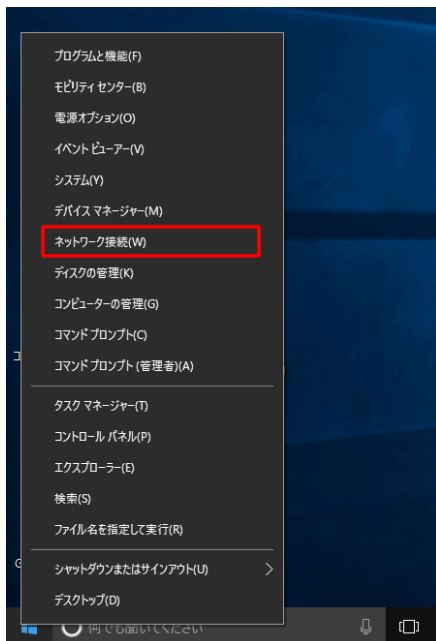 プログラムと機能(F)
モビリティ センター(B)
電源オプション(O)
イベント ビューアー(V)
システム(Y)
デバイス マネージャー(M)
ネットワーク接続(W)
ディスクの管理(K)
コンピューターの管理(G)
コマンド プロンプト(C)
コマンド プロンプト (管理者)(A)
タスク マネージャー(T)
コントロール パネル(P)
エクスプローラー(E)
検索(S)
ファイル名を指定して実行(R)
シャットダウンまたはサインアウト(U)
デスクトップ(D)
何でも聞いてください